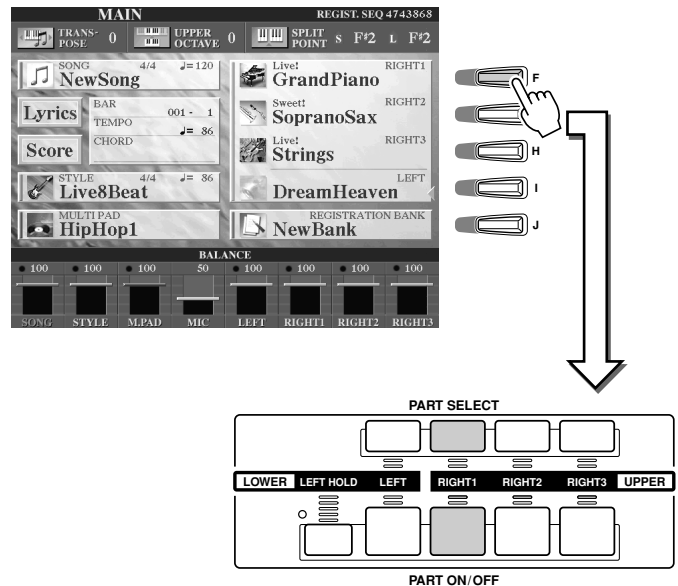 MAIN
REGIST. SEQ 4743868
TRANS-
POSE 0
UPPER
OCTAVE 0
SPLIT
POINT S F#2 L F#2
SONG 4/4 ♩=120
NewSong
Lyrics
Score
BAR 001 - 1
TEMPO ♩= 86
CHORD
STYLE 4/4 ♩= 86
Live8Beat
MULTI PAD
HipHop1
Live! RIGHT1
GrandPiano
Sweet! RIGHT2
SopranoSax
Live! RIGHT3
Strings
LEFT
DreamHeaven
REGISTRATION BANK
NewBank
BALANCE
100 100 100 50 100 100 100 100
SONG STYLE M.PAD MIC LEFT RIGHT1 RIGHT2 RIGHT3
F
H
I
J
PART SELECT
LOWER LEFT HOLD LEFT RIGHT1 RIGHT2 RIGHT3 UPPER
PART ON/OFF